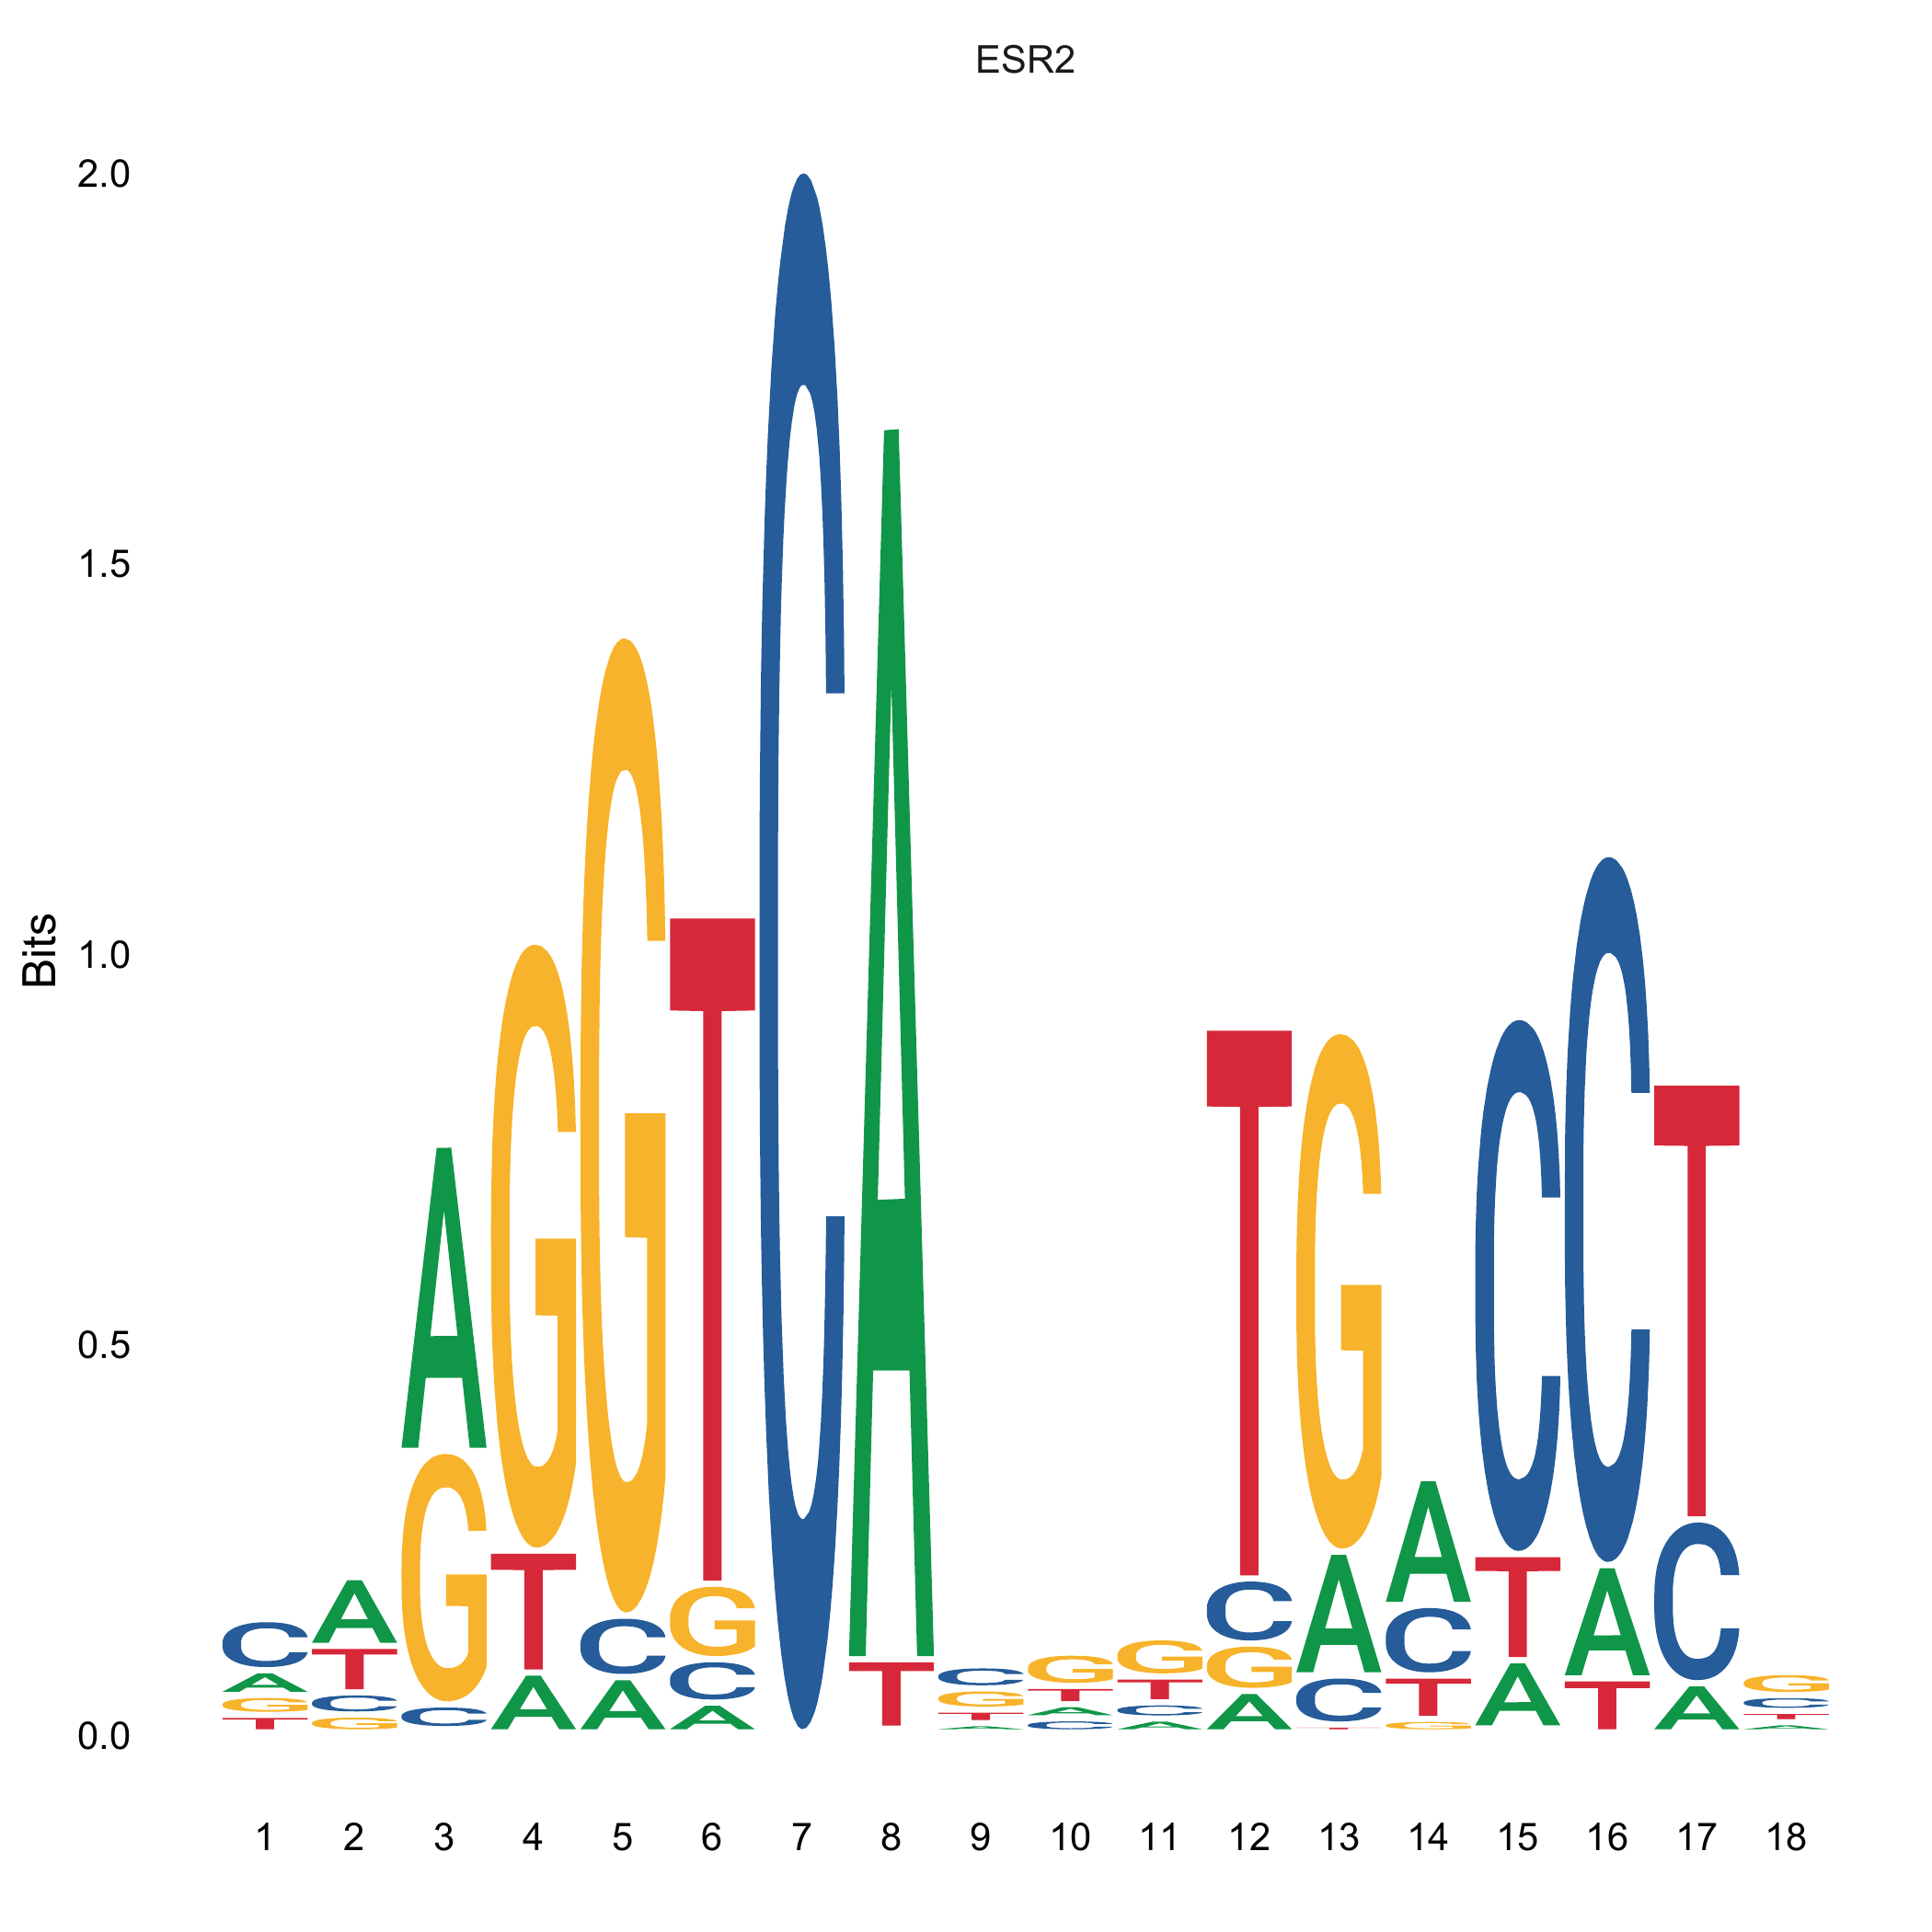 ESR2
2.0
1.5
1.0
0.5
0.0
Bits
C A A G G T C A C G G T G A C C T G
A T G T C G T G T T C A C T A C C
G C C A A C T A C G C T A T A T
T G A A C A A T G A
1 2 3 4 5 6 7 8 9 10 11 12 13 14 15 16 17 18